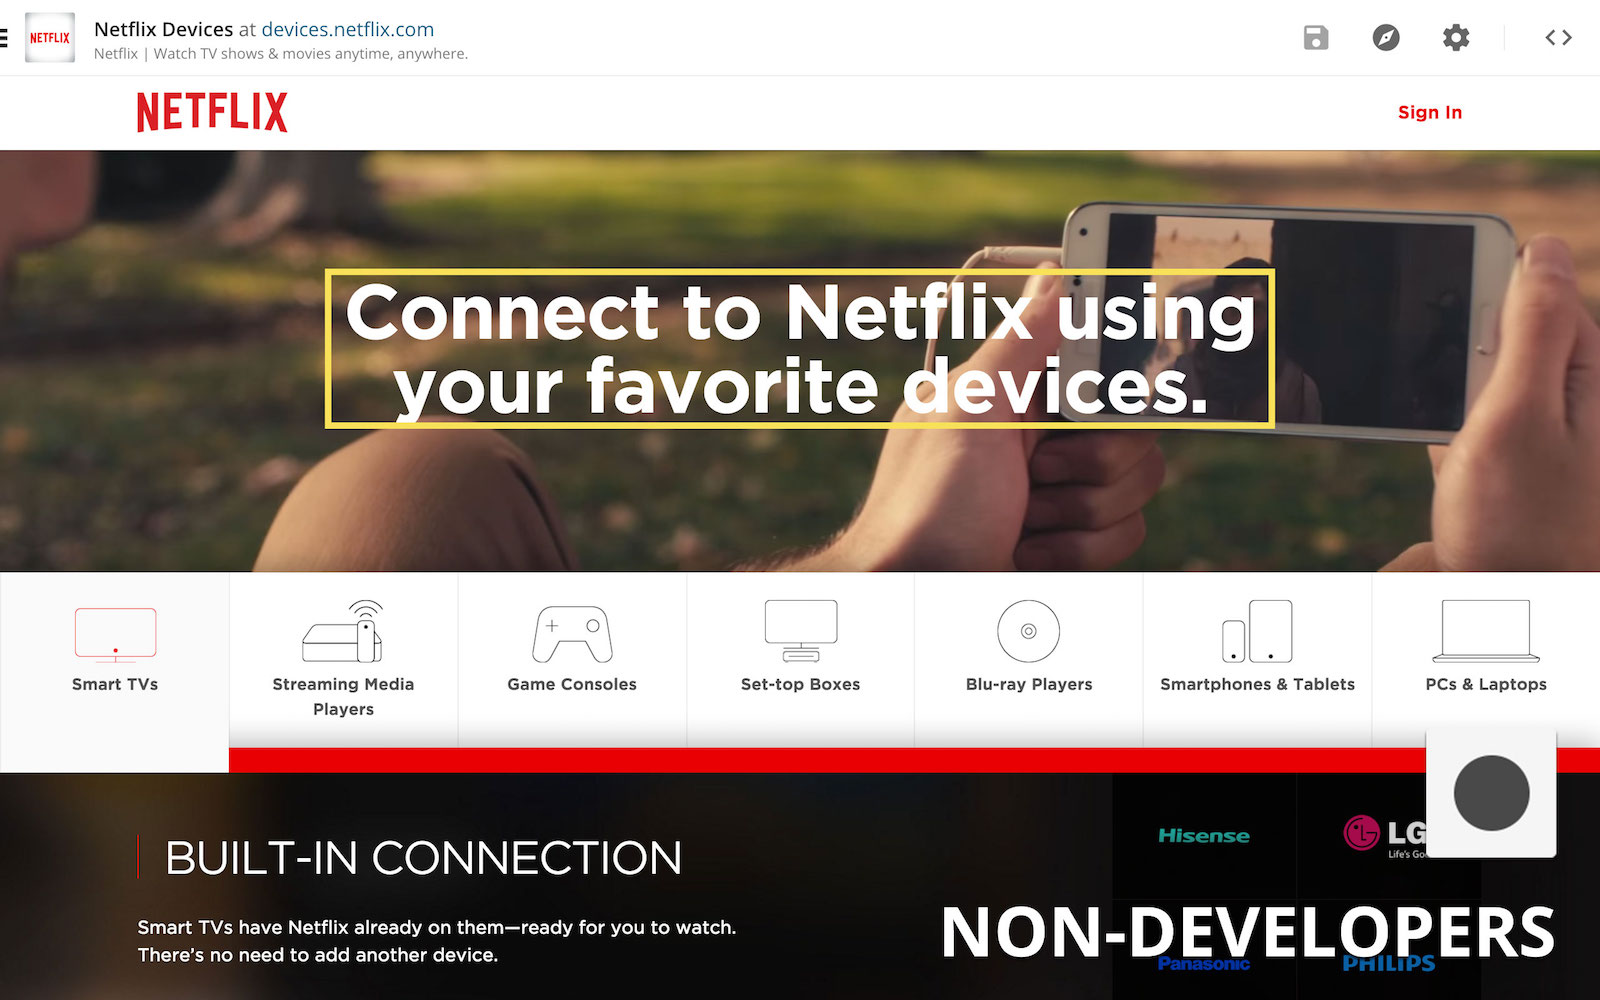 NETFLIX
Netflix Devices at devices.netflix.com
Netflix | Watch TV shows & movies anytime, anywhere.
NETFLIX
Sign In
Connect to Netflix using
your favorite devices.
Smart TVs
Streaming Media
Players
Game Consoles
Set-top Boxes
Blu-ray Players
Smartphones & Tablets
PCs & Laptops
BUILT-IN CONNECTION
Smart TVs have Netflix already on them—ready for you to watch.
There's no need to add another device.
Hisense
LG
Life's Go
NON-DEVELOPERS
Panasonic
PHILIPS